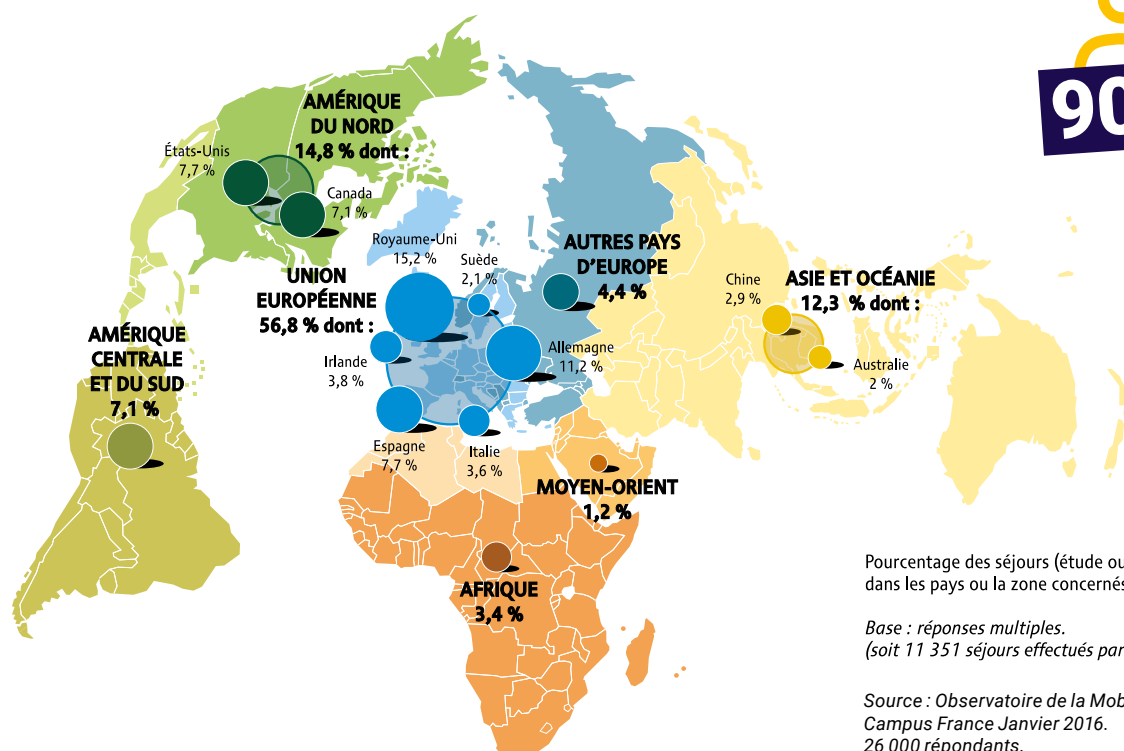 90
AMÉRIQUE
DU NORD
14,8 % dont :
États-Unis
7,7 %
Canada
7,1 %
UNION
EUROPÉENNE
56,8 % dont :
Royaume-Uni
15,2 %
Suède
2,1 %
Irlande
3,8 %
Allemagne
11,2 %
Espagne
7,7 %
Italie
3,6 %
AUTRES PAYS
D'EUROPE
4,4 %
ASIE ET OCÉANIE
12,3 % dont :
Chine
2,9 %
Australie
2 %
AMÉRIQUE
CENTRALE
ET DU SUD
7,1 %
MOYEN-ORIENT
1,2 %
AFRIQUE
3,4 %
Pourcentage des séjours (étude ou
dans les pays ou la zone concernés
Base : réponses multiples.
(soit 11 351 séjours effectués par
Source : Observatoire de la Mob
Campus France Janvier 2016.
26 000 répondants.